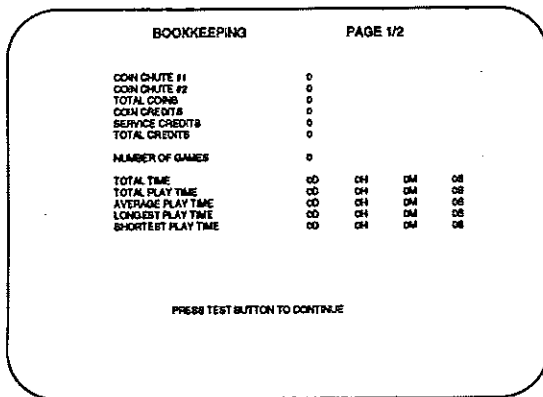 BOOKKEEPING PAGE 1/2
COIN CHUTE #1 0
COIN CHUTE #2 0
TOTAL COINS 0
COIN CREDITS 0
SERVICE CREDITS 0
TOTAL CREDITS 0
NUMBER OF GAMES 0
TOTAL TIME 0D 0H 0M 0S
TOTAL PLAY TIME 0D 0H 0M 0S
AVERAGE PLAY TIME 0D 0H 0M 0S
LONGEST PLAY TIME 0D 0H 0M 0S
SHORTEST PLAY TIME 0D 0H 0M 0S
PRESS TEST BUTTON TO CONTINUE